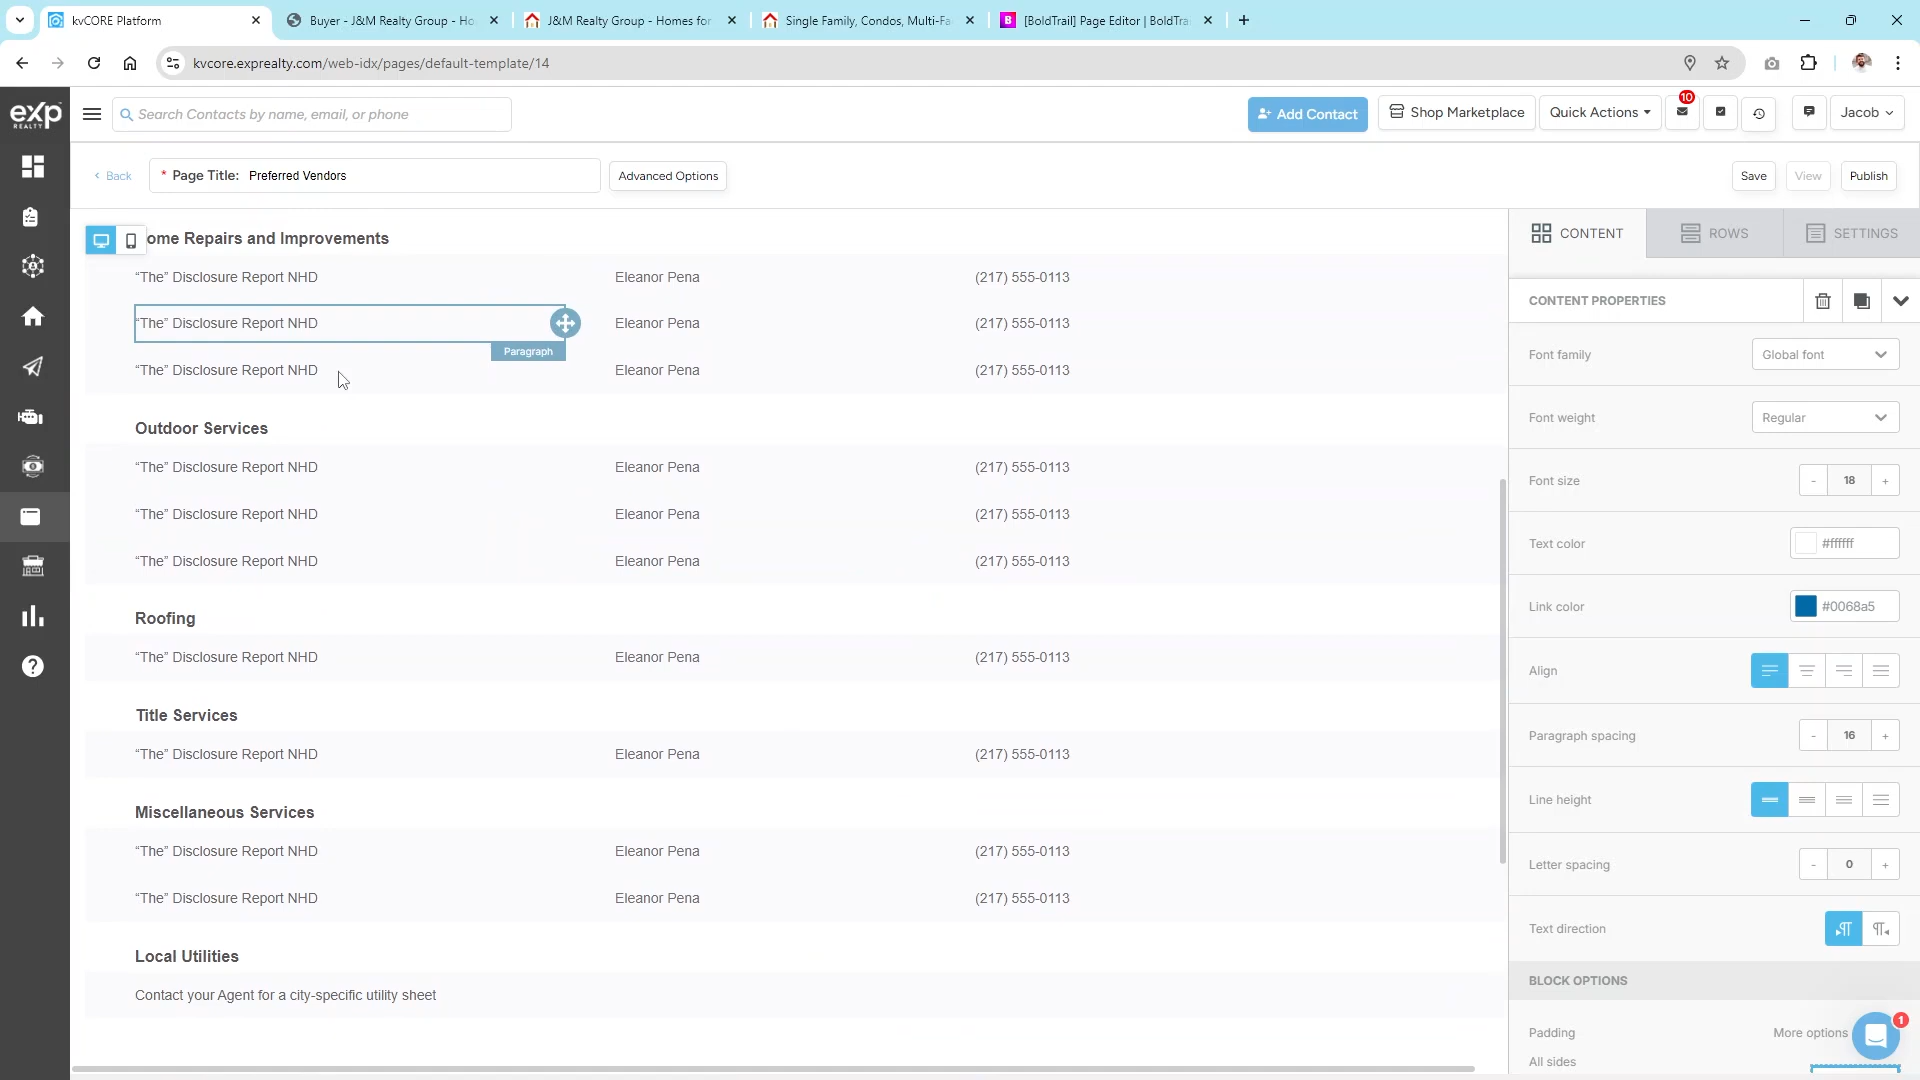 kvCORE Platform
Buyer - J&M Realty Group - Ho
J&M Realty Group - Homes for
Single Family, Condos, Multi-Fa
[BoldTrail] Page Editor | BoldTra
kvcore.exprealty.com/web-idx/pages/default-template/14
exp
REALTY
Search Contacts by name, email, or phone
Add Contact
Shop Marketplace
Quick Actions
10
Jacob
Back
* Page Title: Preferred Vendors
Advanced Options
Save
View
Publish
ome Repairs and Improvements
“The” Disclosure Report NHD Eleanor Pena (217) 555-0113
“The” Disclosure Report NHD Eleanor Pena (217) 555-0113
Paragraph
“The” Disclosure Report NHD Eleanor Pena (217) 555-0113
Outdoor Services
“The” Disclosure Report NHD Eleanor Pena (217) 555-0113
“The” Disclosure Report NHD Eleanor Pena (217) 555-0113
“The” Disclosure Report NHD Eleanor Pena (217) 555-0113
Roofing
“The” Disclosure Report NHD Eleanor Pena (217) 555-0113
Title Services
“The” Disclosure Report NHD Eleanor Pena (217) 555-0113
Miscellaneous Services
“The” Disclosure Report NHD Eleanor Pena (217) 555-0113
“The” Disclosure Report NHD Eleanor Pena (217) 555-0113
Local Utilities
Contact your Agent for a city-specific utility sheet
CONTENT
ROWS
SETTINGS
CONTENT PROPERTIES
Font family Global font
Font weight Regular
Font size - 18 +
Text color #ffffff
Link color #0068a5
Align
Paragraph spacing - 16 +
Line height
Letter spacing - 0 +
Text direction
BLOCK OPTIONS
Padding More options
All sides
1